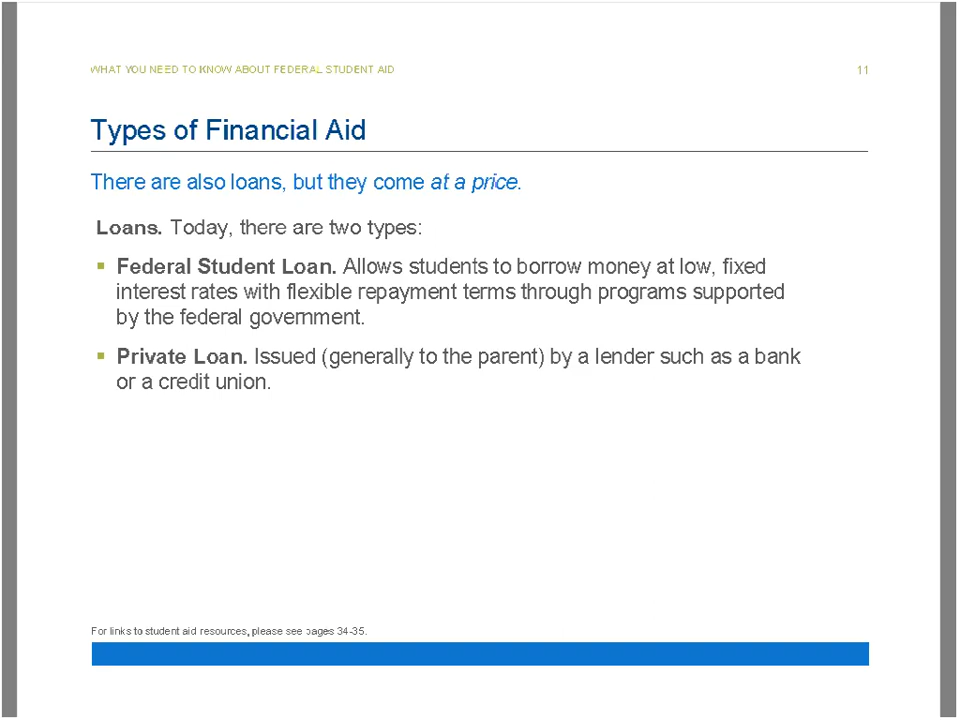 WHAT YOU NEED TO KNOW ABOUT FEDERAL STUDENT AID
11
Types of Financial Aid
There are also loans, but they come at a price.
Loans. Today, there are two types:
▪ Federal Student Loan. Allows students to borrow money at low, fixed
interest rates with flexible repayment terms through programs supported
by the federal government.
▪ Private Loan. Issued (generally to the parent) by a lender such as a bank
or a credit union.
For links to student aid resources, please see pages 34-35.